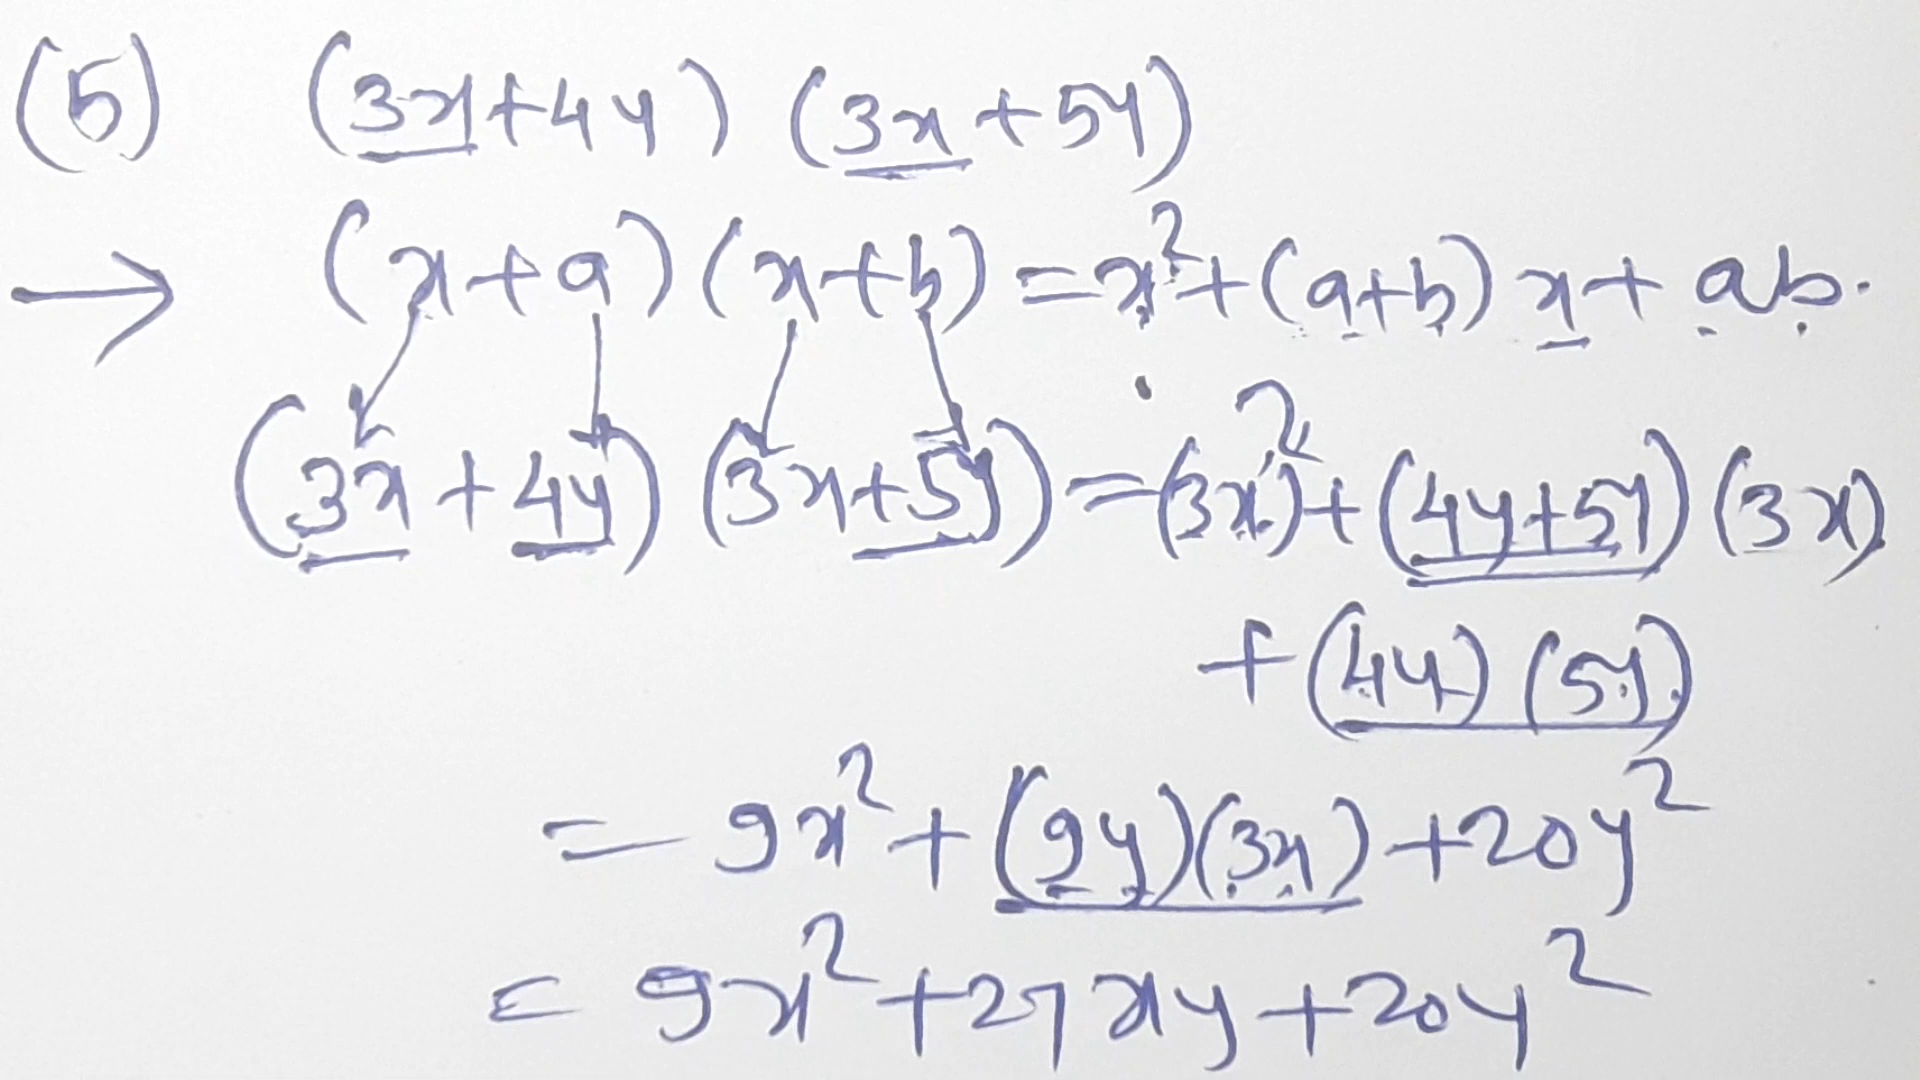 (5) (3x+4y) (3x+5y)
→ (x+a) (x+b) = x²+(a+b) x + ab.
(3x+4y) (3x+5y) = (3x)²+(4y+5y) (3x)
+(4y) (5y)
= 9x²+(9y)(3x)+20y²
= 9x²+27xy+20y²